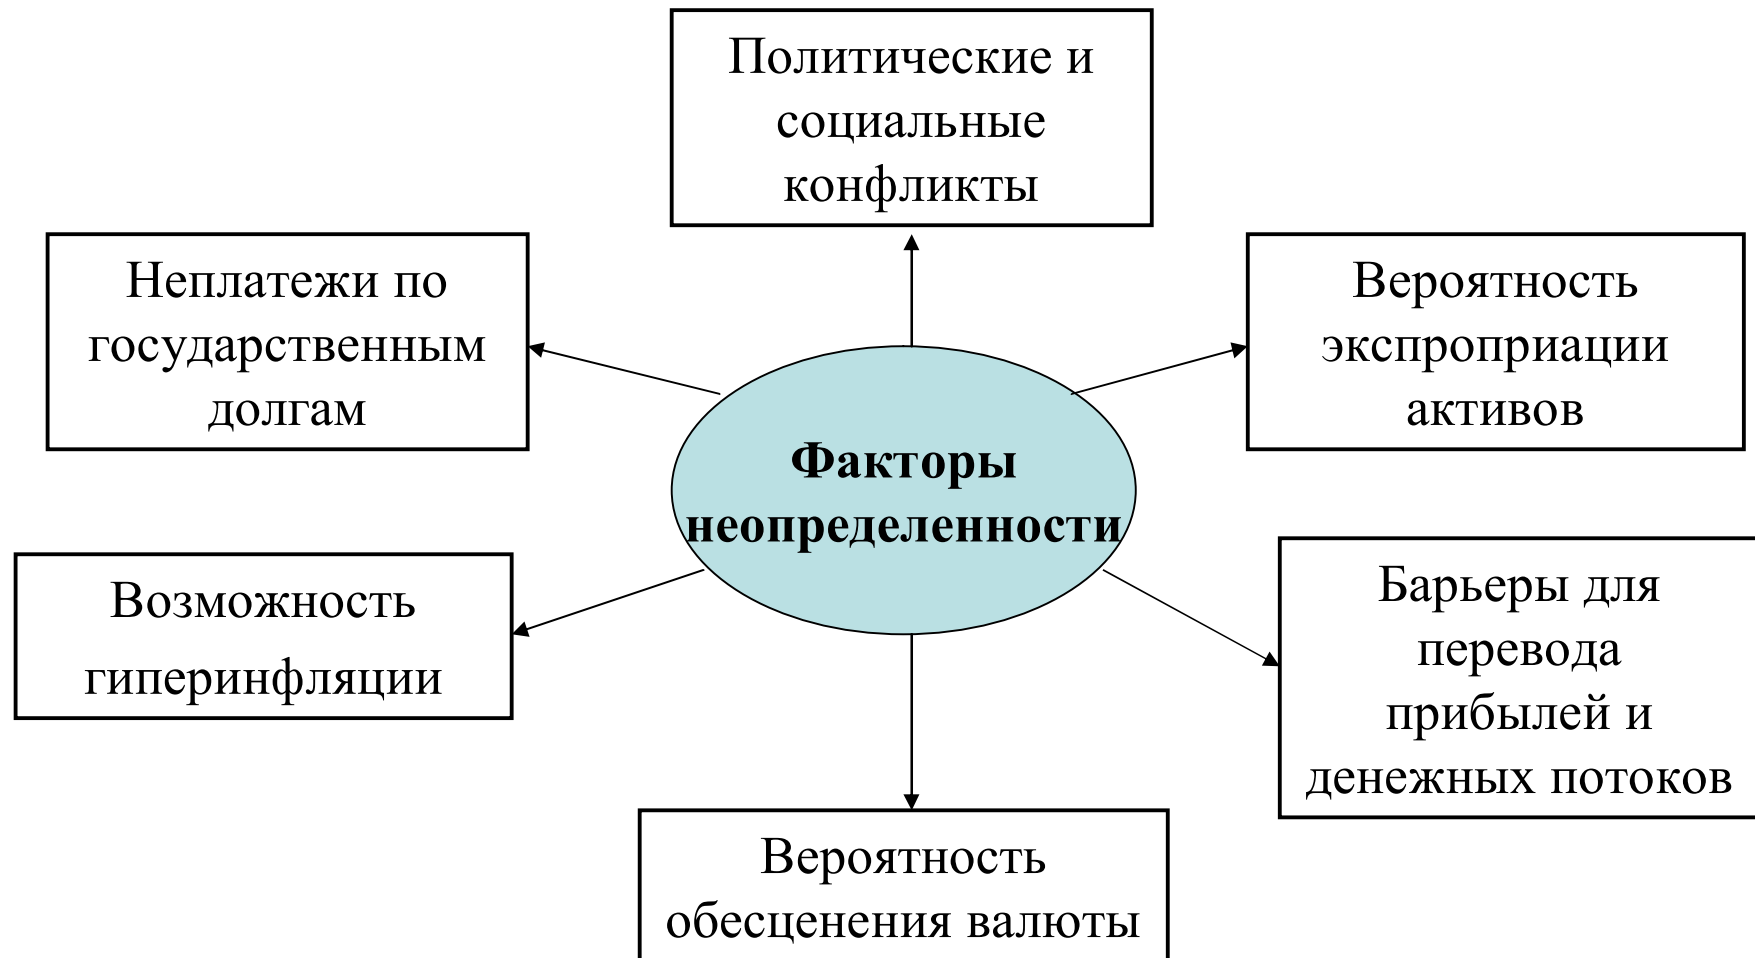 Политические и
социальные
конфликты
Неплатежи по
государственным
долгам
Вероятность
экспроприации
активов
Факторы
неопределенности
Возможность
гиперинфляции
Барьеры для
перевода
прибылей и
денежных потоков
Вероятность
обесценения валюты